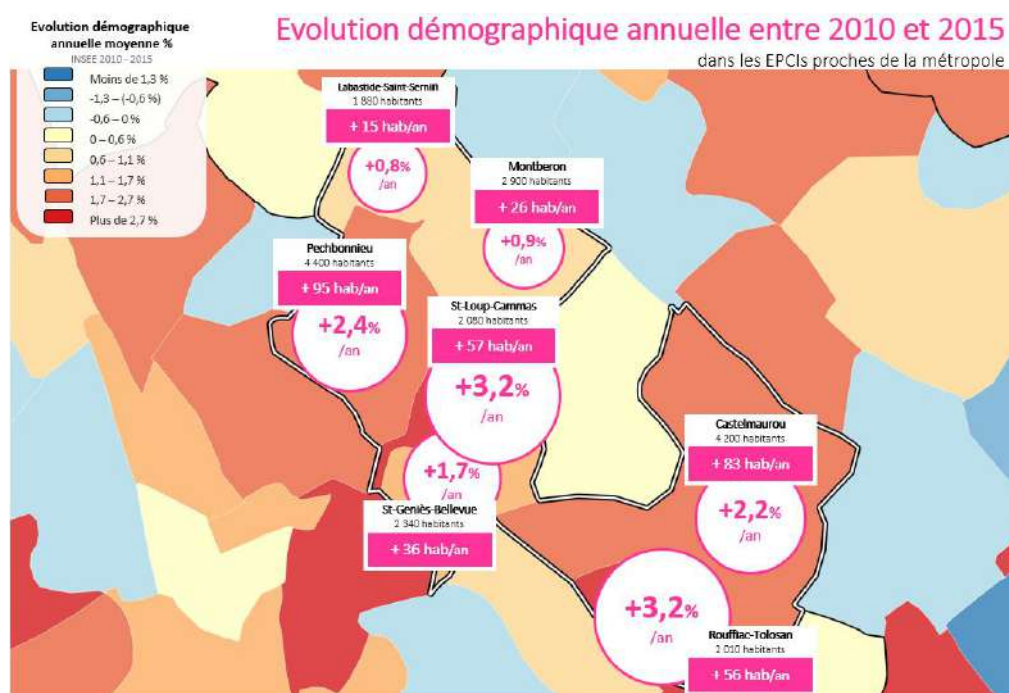 Evolution démographique annuelle entre 2010 et 2015
dans les EPCIs proches de la métropole
Evolution démographique
annuelle moyenne %
INSEE 2010 - 2015
Moins de 1,3 %
-1,3 – (-0,6 %)
-0,6 – 0 %
0 – 0,6 %
0,6 – 1,1 %
1,1 – 1,7 %
1,7 – 2,7 %
Plus de 2,7 %
Labastide-Saint-Sernin
1 880 habitants
+ 15 hab/an
+0,8%
/an
Montberon
2 900 habitants
+ 26 hab/an
+0,9%
/an
Pechbonnieu
4 400 habitants
+ 95 hab/an
+2,4%
/an
St-Loup-Cammas
2 080 habitants
+ 57 hab/an
+3,2%
/an
+1,7%
/an
St-Geniès-Bellevue
2 340 habitants
+ 36 hab/an
Castelmaurou
4 200 habitants
+ 83 hab/an
+2,2%
/an
+3,2%
/an
Rouffiac-Tolosan
2 010 habitants
+ 56 hab/an